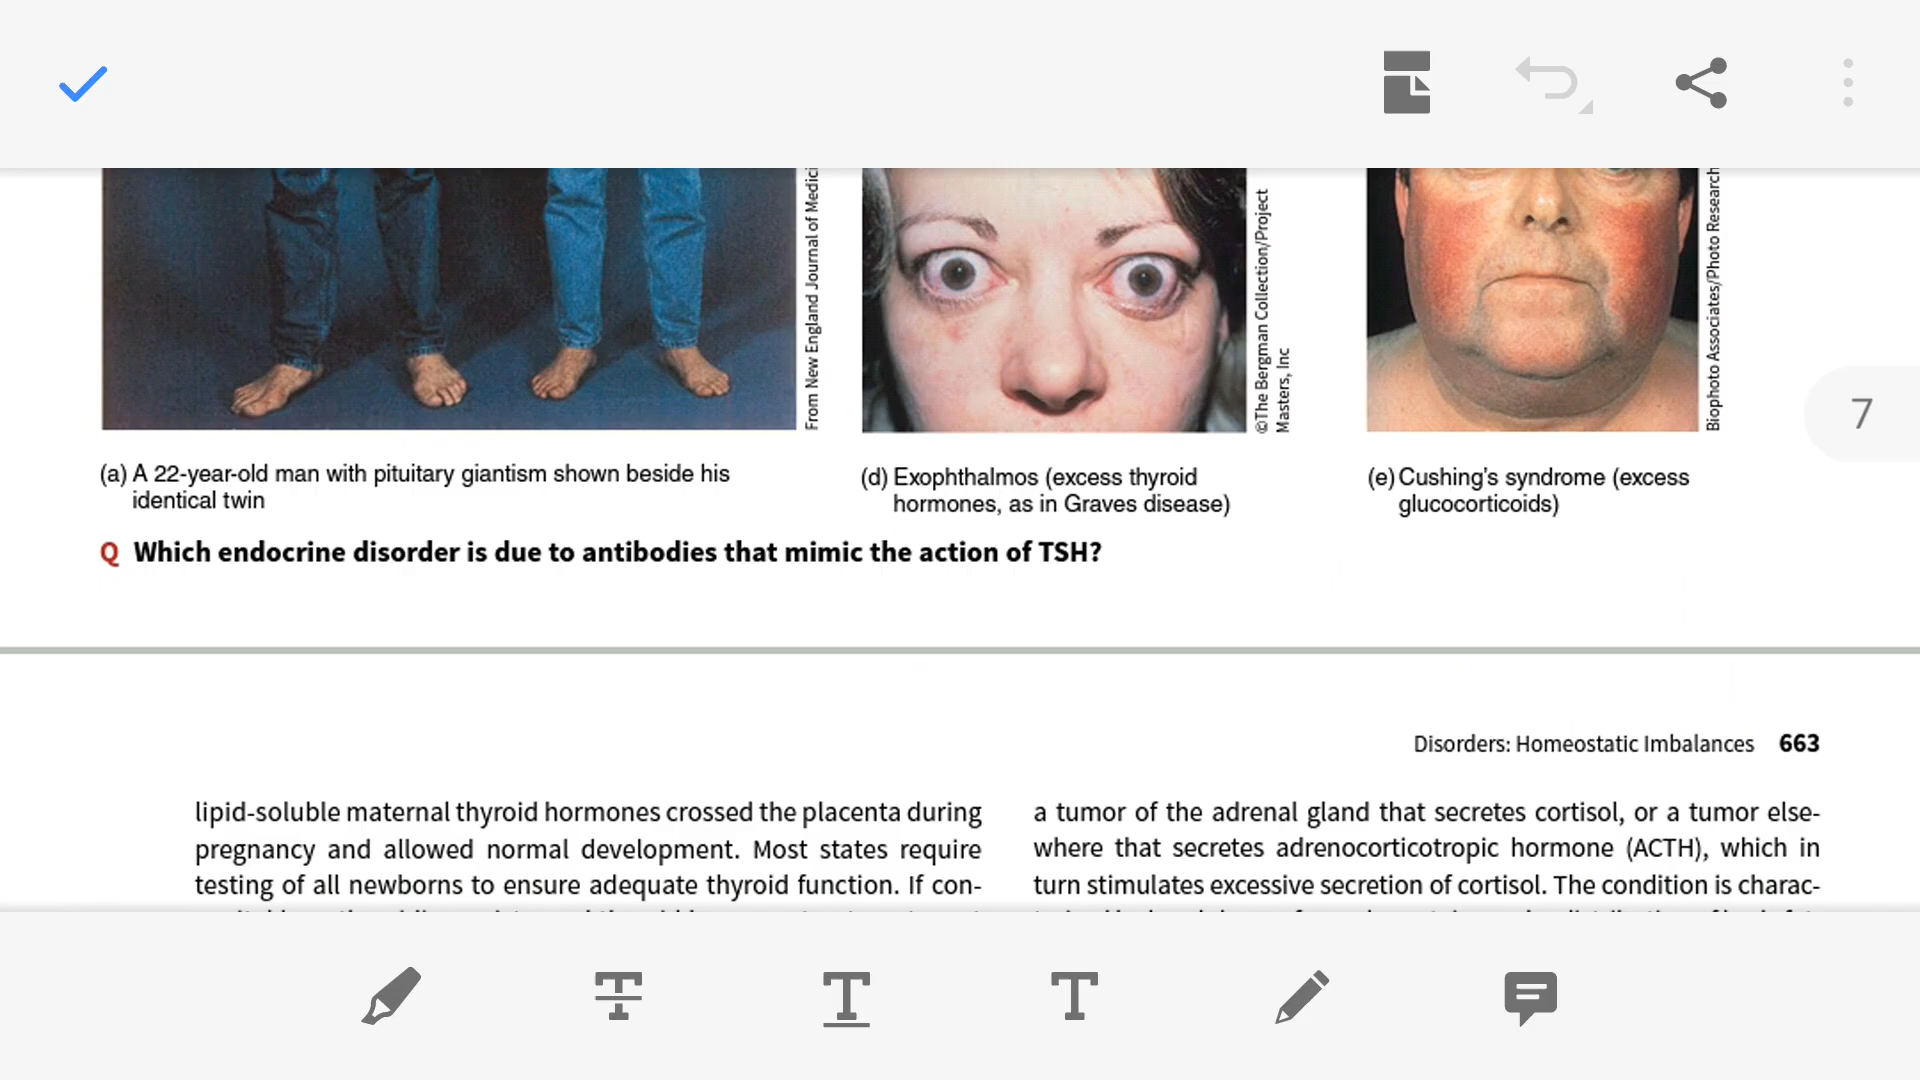 From New England Journal of Medici
©The Bergman Collection/Project
Masters, Inc
Biophoto Associates/Photo Research
7
(a) A 22-year-old man with pituitary giantism shown beside his
identical twin
(d) Exophthalmos (excess thyroid
hormones, as in Graves disease)
(e) Cushing's syndrome (excess
glucocorticoids)
Q Which endocrine disorder is due to antibodies that mimic the action of TSH?
Disorders: Homeostatic Imbalances 663
lipid-soluble maternal thyroid hormones crossed the placenta during
pregnancy and allowed normal development. Most states require
testing of all newborns to ensure adequate thyroid function. If con-
a tumor of the adrenal gland that secretes cortisol, or a tumor else-
where that secretes adrenocorticotropic hormone (ACTH), which in
turn stimulates excessive secretion of cortisol. The condition is charac-